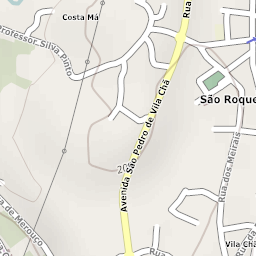 Costa Má
Rua
Professor Silva Pinto
São Roque
Avenida São Pedro de Vila Chã
Rua dos Meirais
a de Merouco
Vila Chã